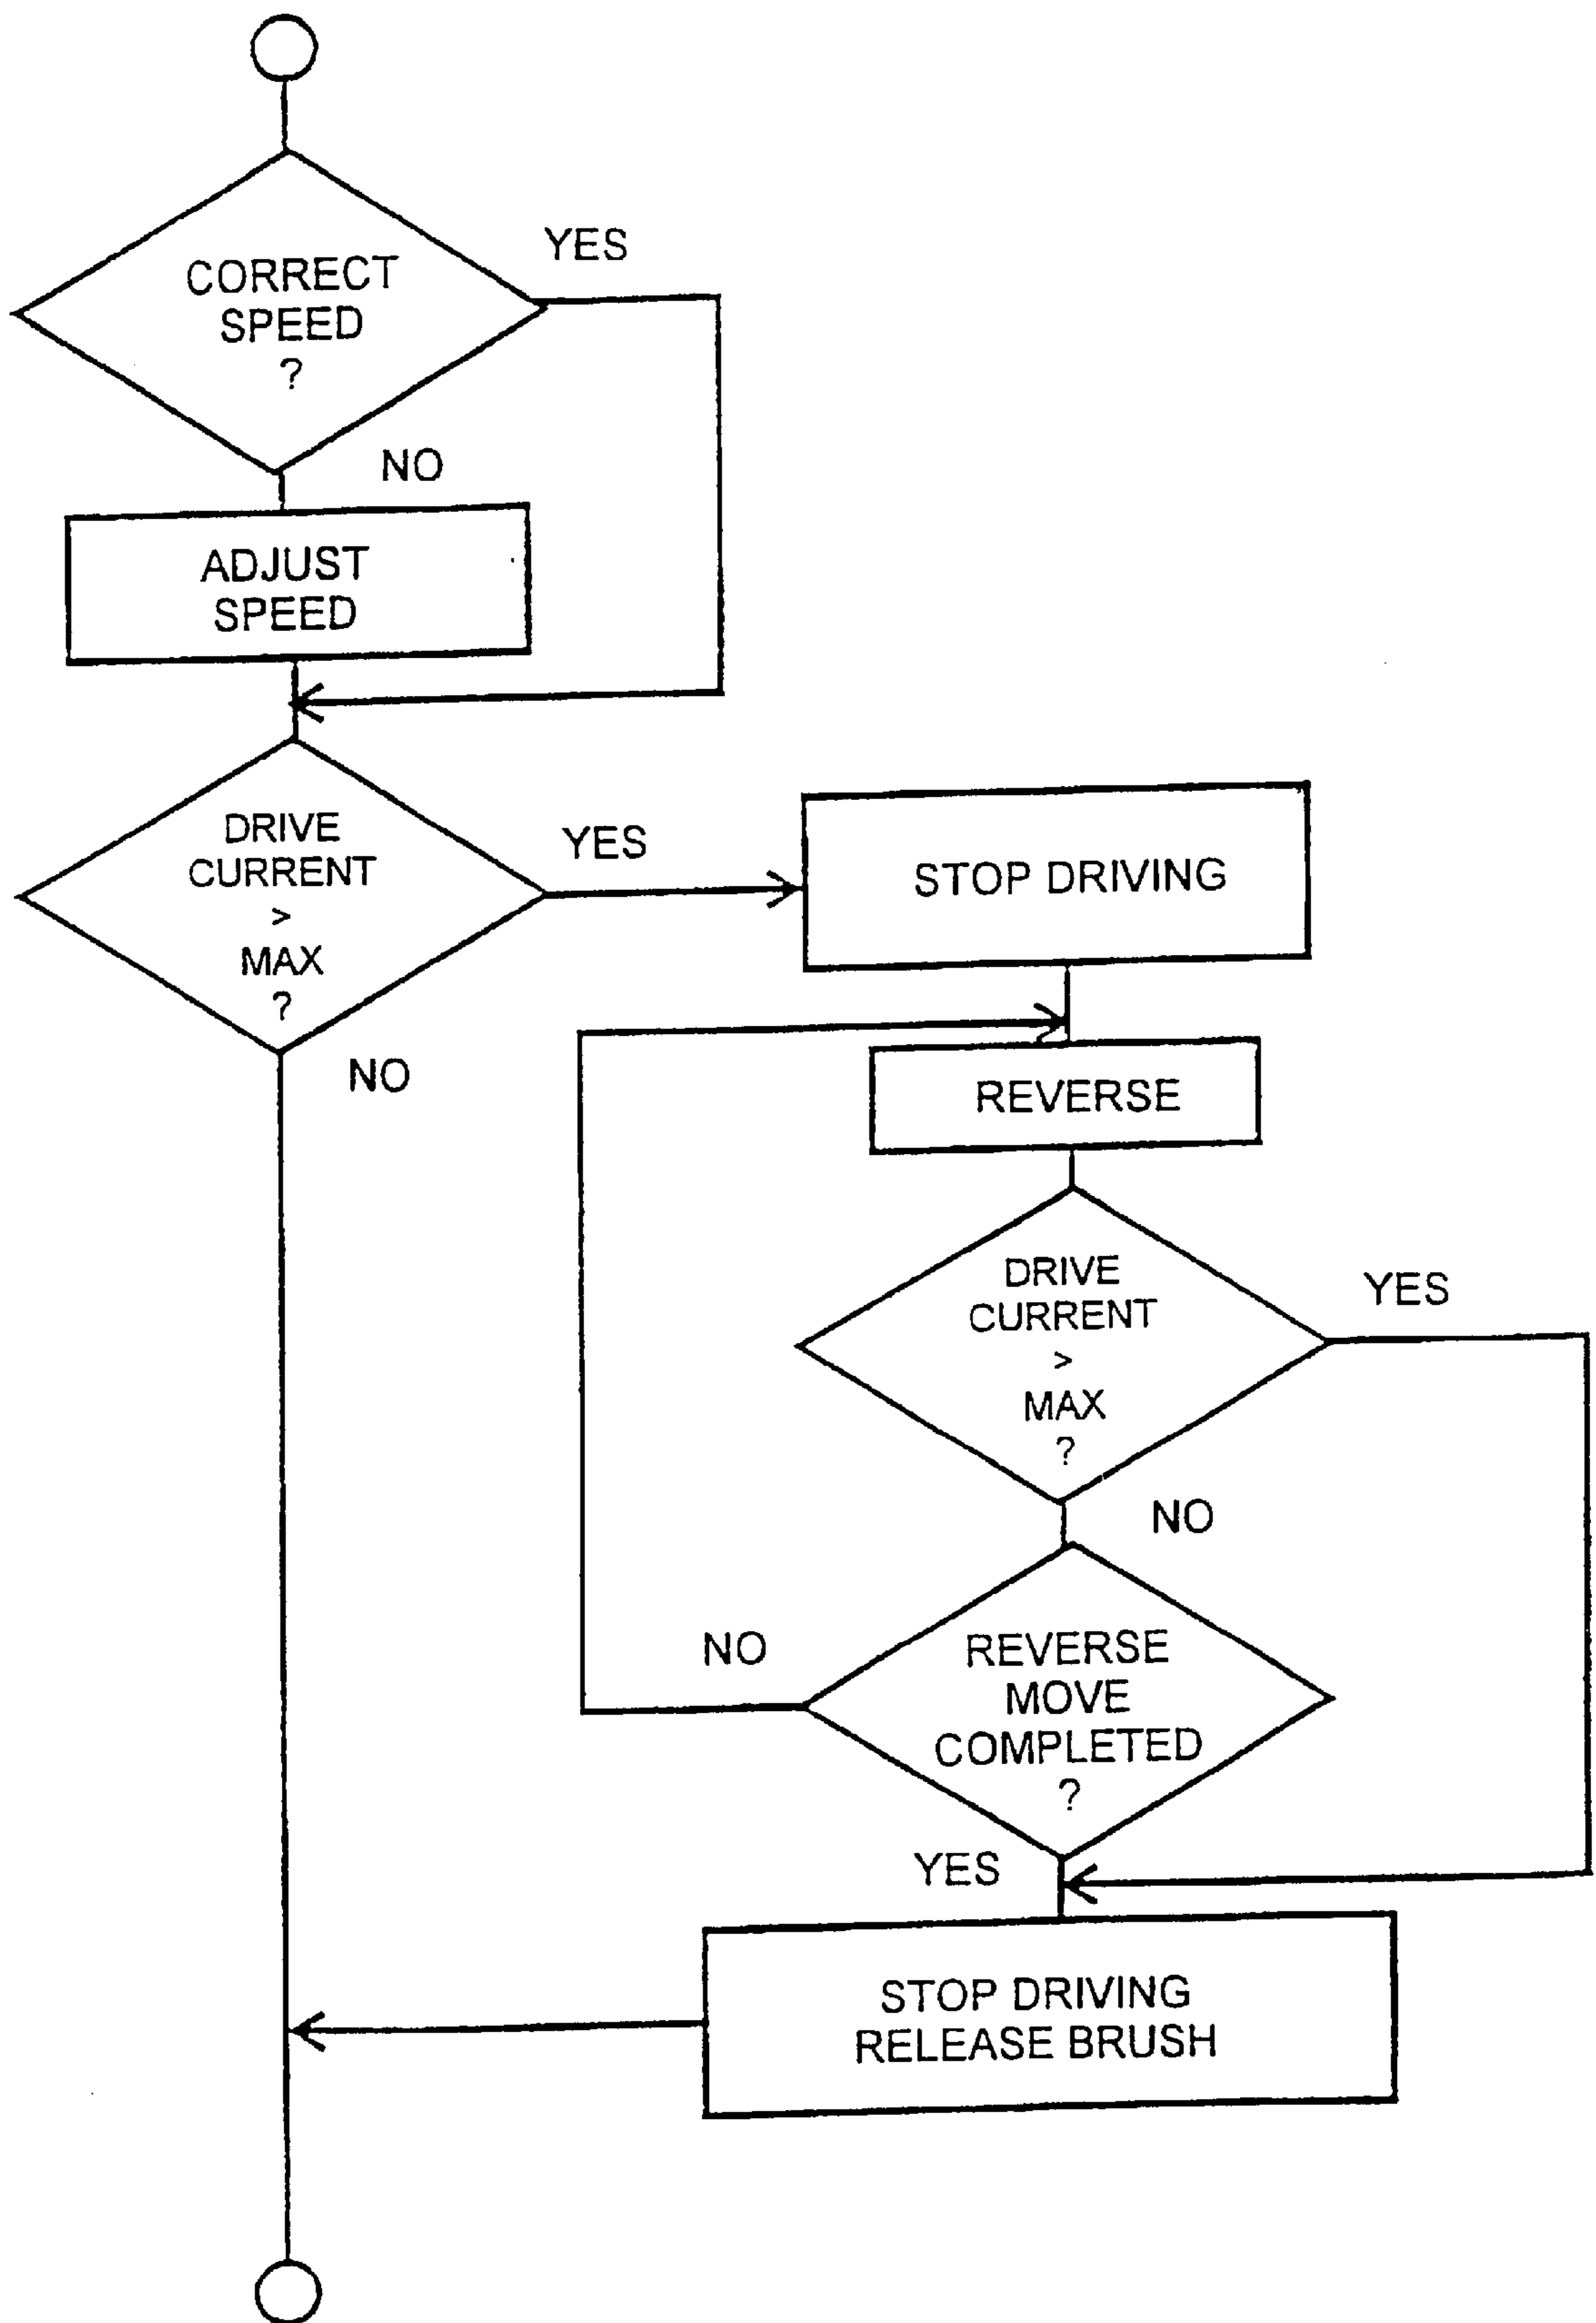 CORRECT
SPEED
?
YES
NO
ADJUST
SPEED
DRIVE
CURRENT
>
MAX
?
YES
NO
STOP DRIVING
REVERSE
DRIVE
CURRENT
>
MAX
?
YES
NO
REVERSE
MOVE
COMPLETED
?
NO
YES
STOP DRIVING
RELEASE BRUSH